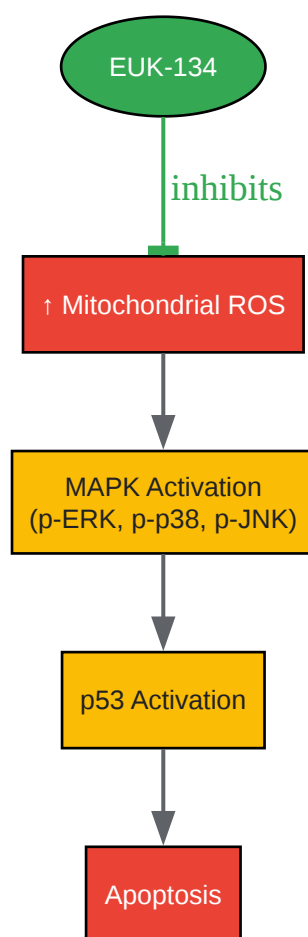 EUK-134
inhibits
↑ Mitochondrial ROS
MAPK Activation
(p-ERK, p-p38, p-JNK)
p53 Activation
Apoptosis